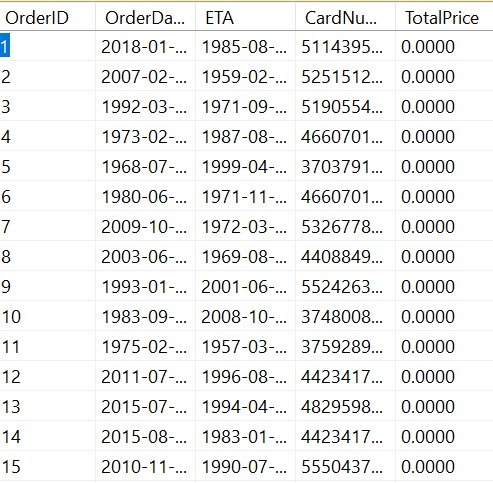 OrderID OrderDa... ETA CardNu... TotalPrice
1 2018-01-... 1985-08-... 5114395... 0.0000
2 2007-02-... 1959-02-... 5251512... 0.0000
3 1992-03-... 1971-09-... 5190554... 0.0000
4 1973-02-... 1987-08-... 4660701... 0.0000
5 1968-07-... 1999-04-... 3703791... 0.0000
6 1980-06-... 1971-11-... 4660701... 0.0000
7 2009-10-... 1972-03-... 5326778... 0.0000
8 2003-06-... 1969-08-... 4408849... 0.0000
9 1993-01-... 2001-06-... 5524263... 0.0000
10 1983-09-... 2008-10-... 3748008... 0.0000
11 1975-02-... 1957-03-... 3759289... 0.0000
12 2011-07-... 1996-08-... 4423417... 0.0000
13 2015-07-... 1994-04-... 4829598... 0.0000
14 2015-08-... 1983-01-... 4423417... 0.0000
15 2010-11-... 1990-07-... 5550437... 0.0000